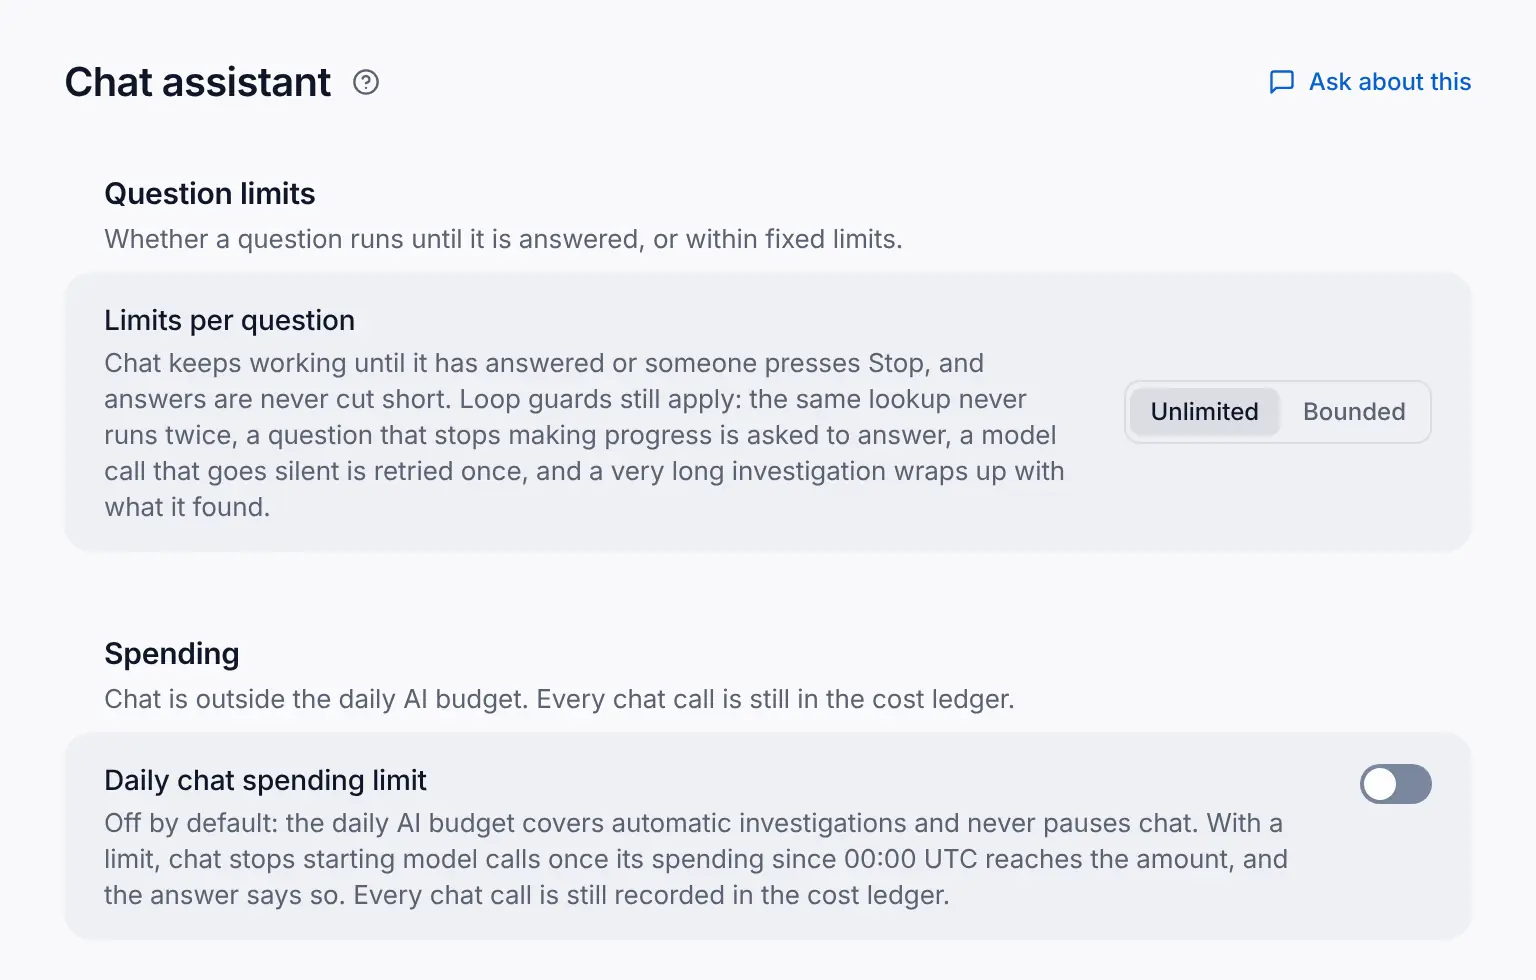 Chat assistant
Ask about this
Question limits
Whether a question runs until it is answered, or within fixed limits.
Limits per question
Chat keeps working until it has answered or someone presses Stop, and
answers are never cut short. Loop guards still apply: the same lookup never
runs twice, a question that stops making progress is asked to answer, a model
call that goes silent is retried once, and a very long investigation wraps up with
what it found.
Unlimited
Bounded
Spending
Chat is outside the daily AI budget. Every chat call is still in the cost ledger.
Daily chat spending limit
Off by default: the daily AI budget covers automatic investigations and never pauses chat. With a
limit, chat stops starting model calls once its spending since 00:00 UTC reaches the amount, and
the answer says so. Every chat call is still recorded in the cost ledger.